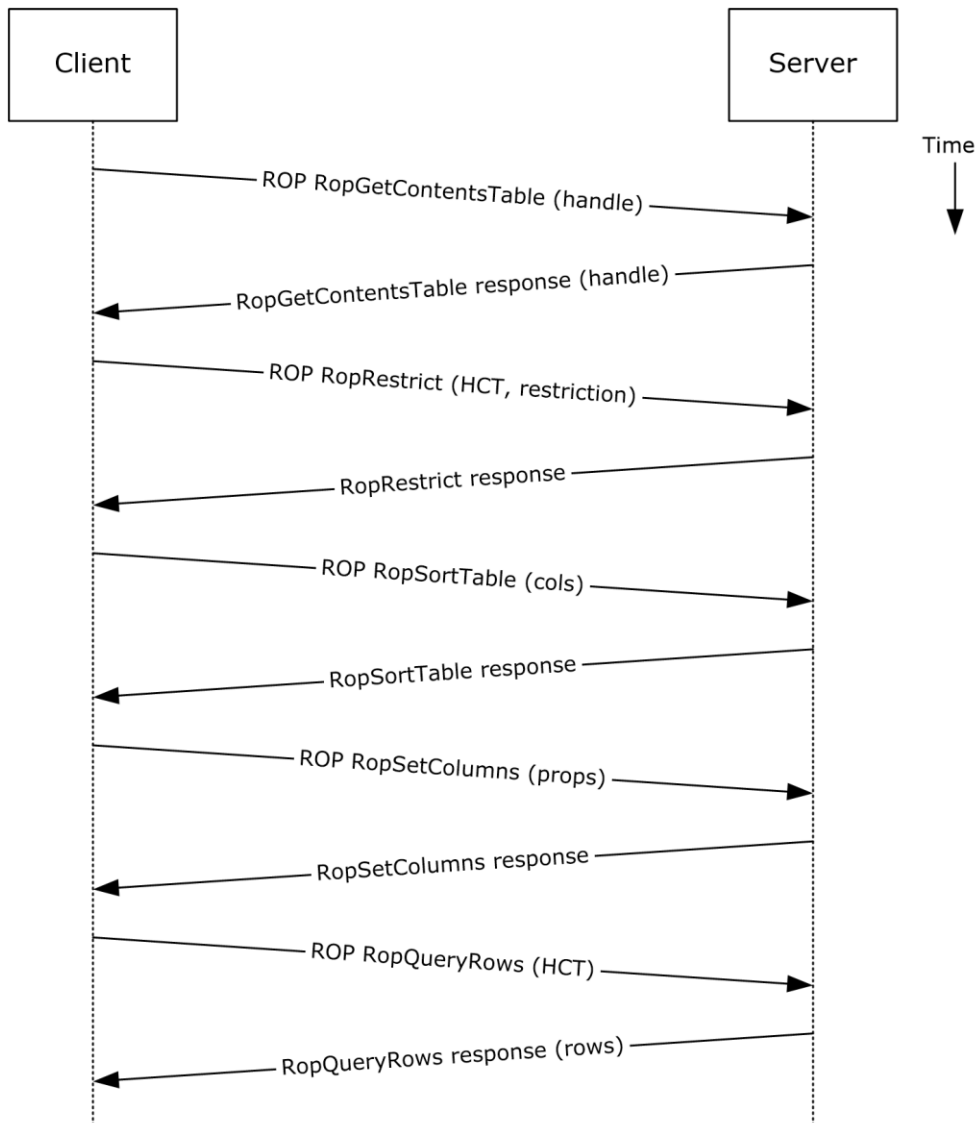 Client
Server
Time
ROP RopGetContentsTable (handle)
RopGetContentsTable response (handle)
ROP RopRestrict (HCT, restriction)
RopRestrict response
ROP RopSortTable (cols)
RopSortTable response
ROP RopSetColumns (props)
RopSetColumns response
ROP RopQueryRows (HCT)
RopQueryRows response (rows)